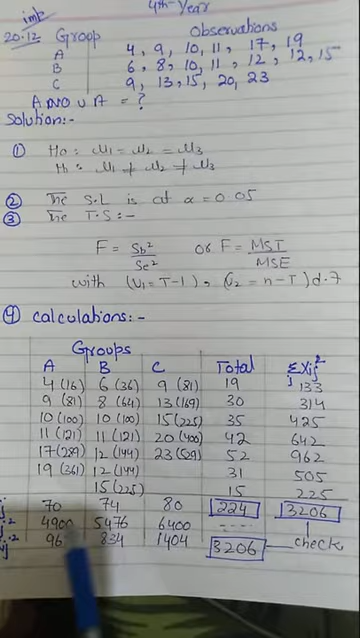 imb 4th-Year
20.12 Group Observations
A 4, 9, 10, 11, 17, 19
B 6, 8, 10, 11, 12, 12, 15
C 9, 13, 15, 20, 23
ANOVA = ?
Solution:-
① H₀: μ₁ = μ₂ = μ₃
H₁: μ₁ ≠ μ₂ ≠ μ₃
② The S.L is at α = 0.05
③ The T.S:-
F = Sb²/Se² or F = MST/MSE
with (v₁ = T-1), (v₂ = n-T) d.f
④ Calculations:-
Groups
A B C Total ΣXij²
4(16) 6(36) 9(81) 19 133
9(81) 8(64) 13(169) 30 314
10(100) 10(100) 15(225) 35 425
11(121) 11(121) 20(400) 42 642
17(289) 12(144) 23(529) 52 962
19(361) 12(144) 31 505
15(225) 15 225
70 74 80 224 3206
4900 5476 6400 ----
96 834 1404 3206 check